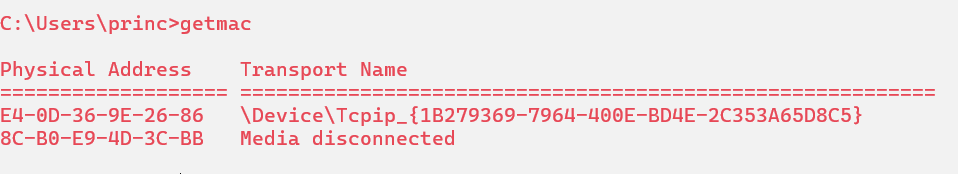 C:\Users\princ>getmac
Physical Address    Transport Name
=================== ==========================================================
E4-0D-36-9E-26-86   \Device\Tcpip_{1B279369-7964-400E-BD4E-2C353A65D8C5}
8C-B0-E9-4D-3C-BB   Media disconnected